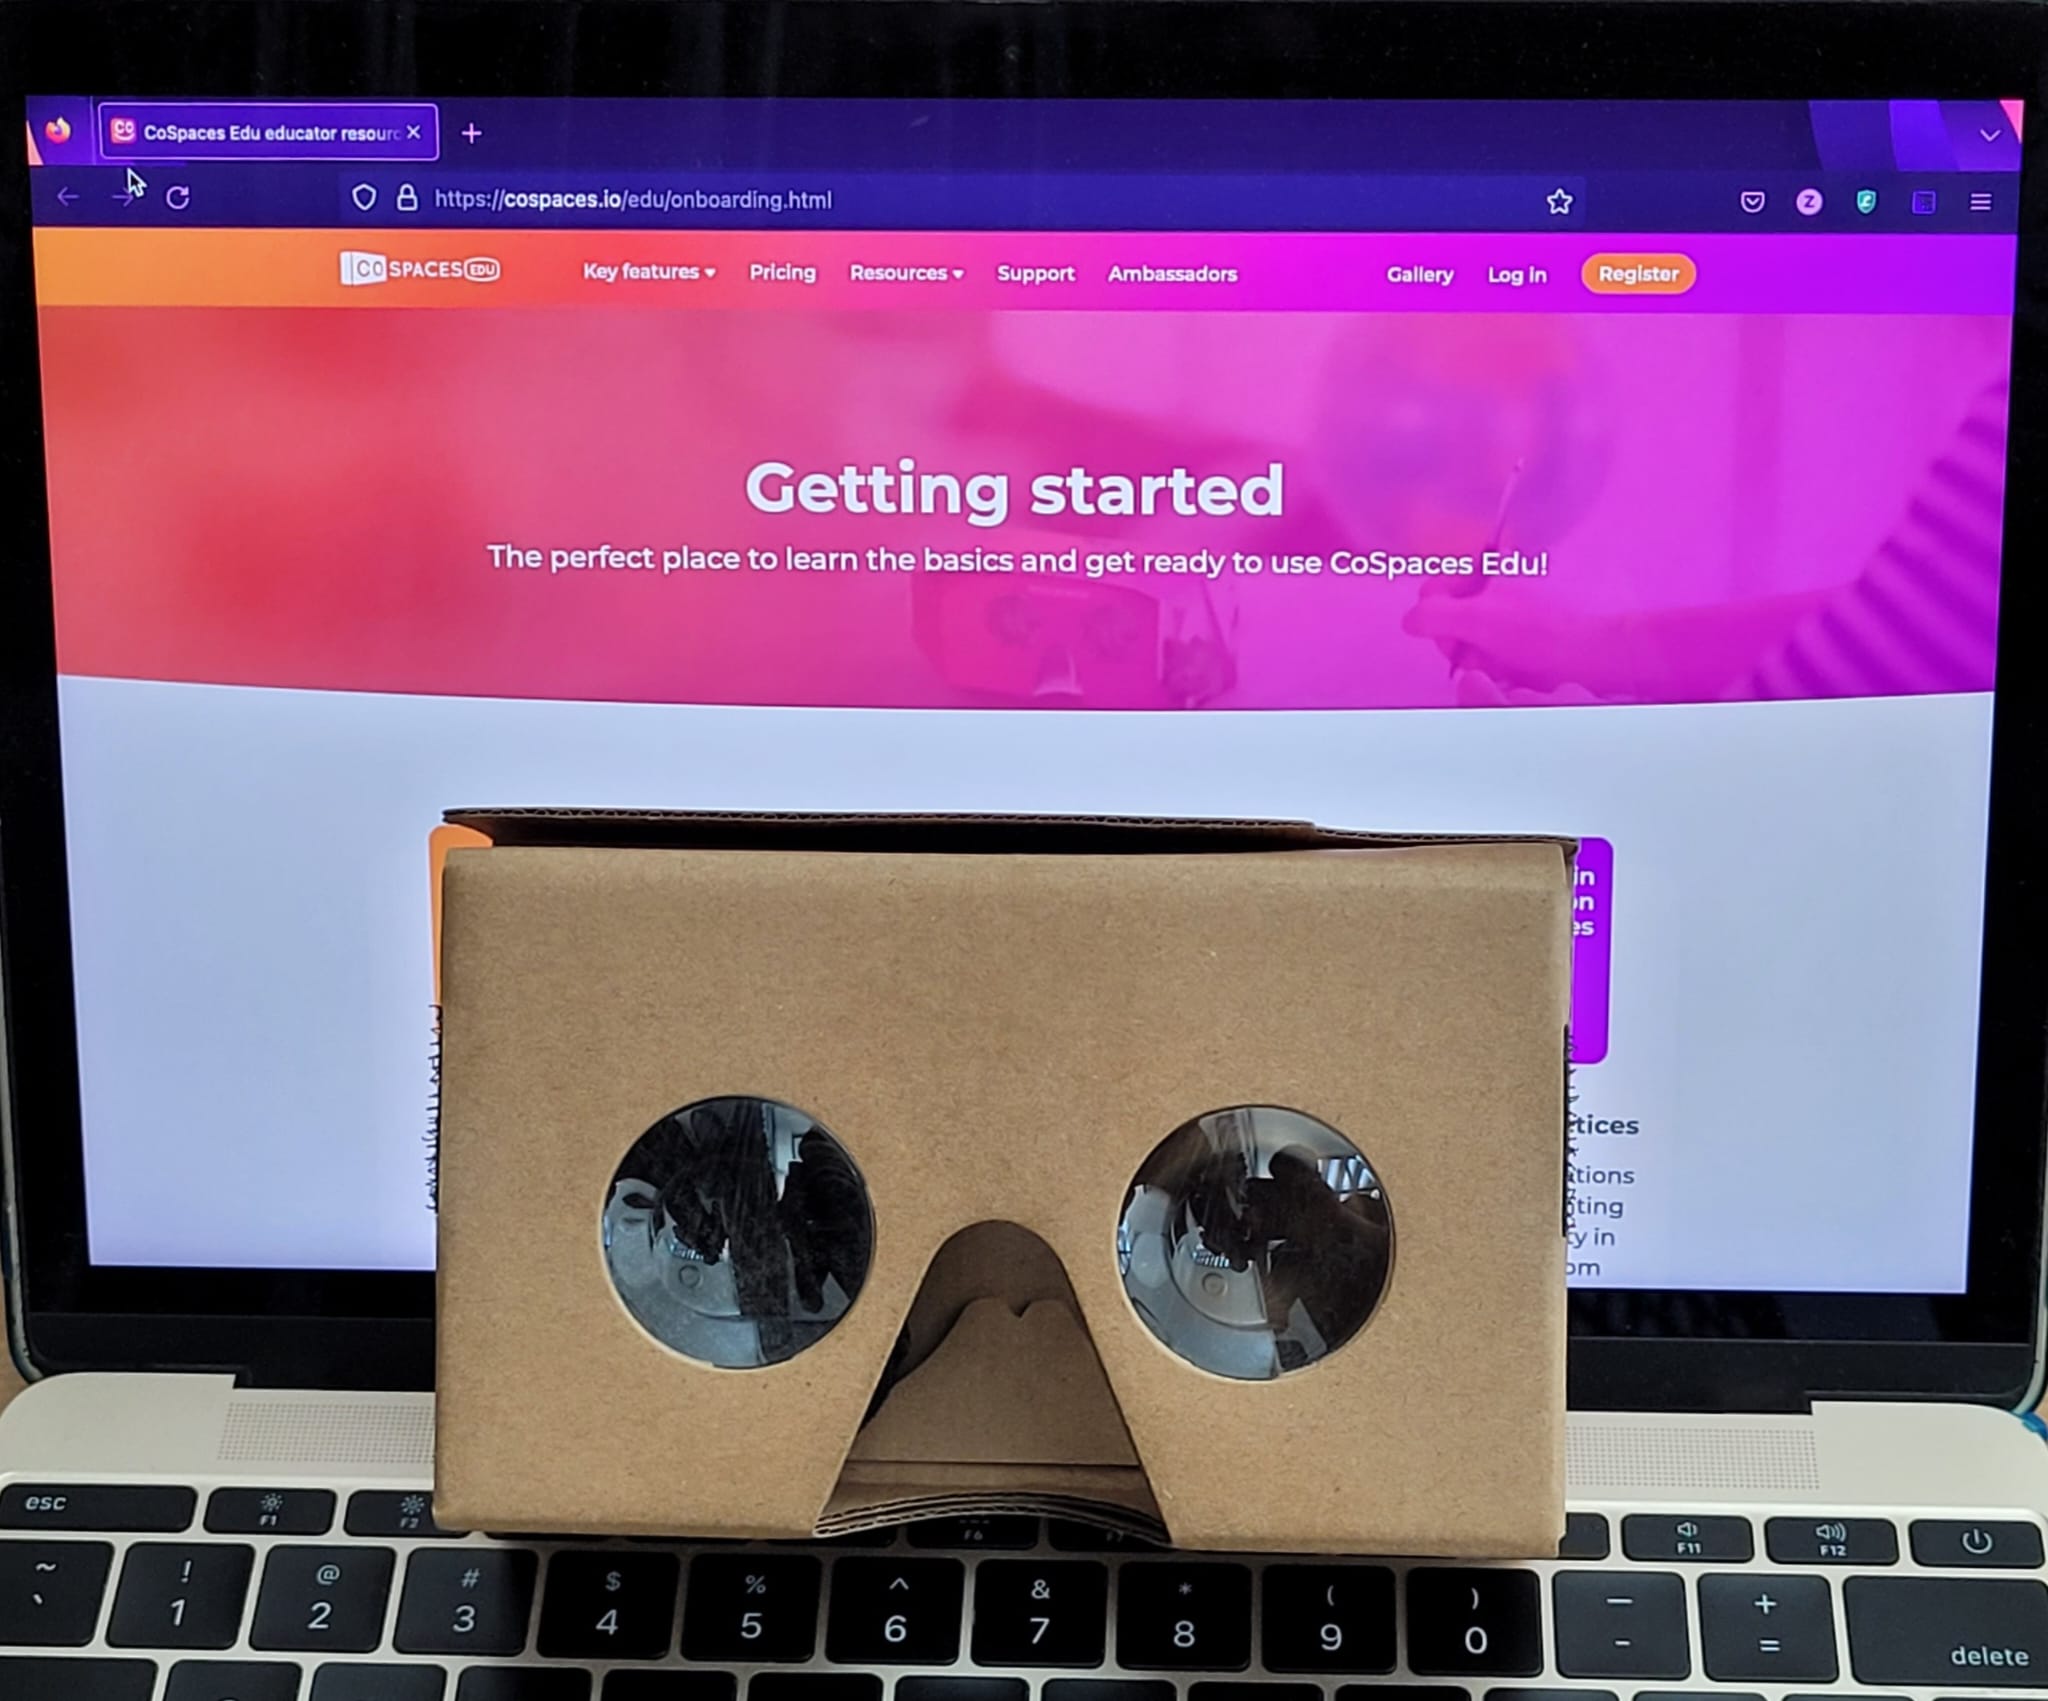 CoSpaces Edu educator resourc
https://cospaces.io/edu/onboarding.html
Z
CO SPACES EDU Key features Pricing Resources Support Ambassadors Gallery Log in Register
Getting started
The perfect place to learn the basics and get ready to use CoSpaces Edu!
in
on
es
tices
tions
ting
y in
om
esc F1 F2 F6 F7 F11 F12
~ ! @ # $ % ^ & * ( ) — +
` 1 2 3 4 5 6 7 8 9 0 - = delete